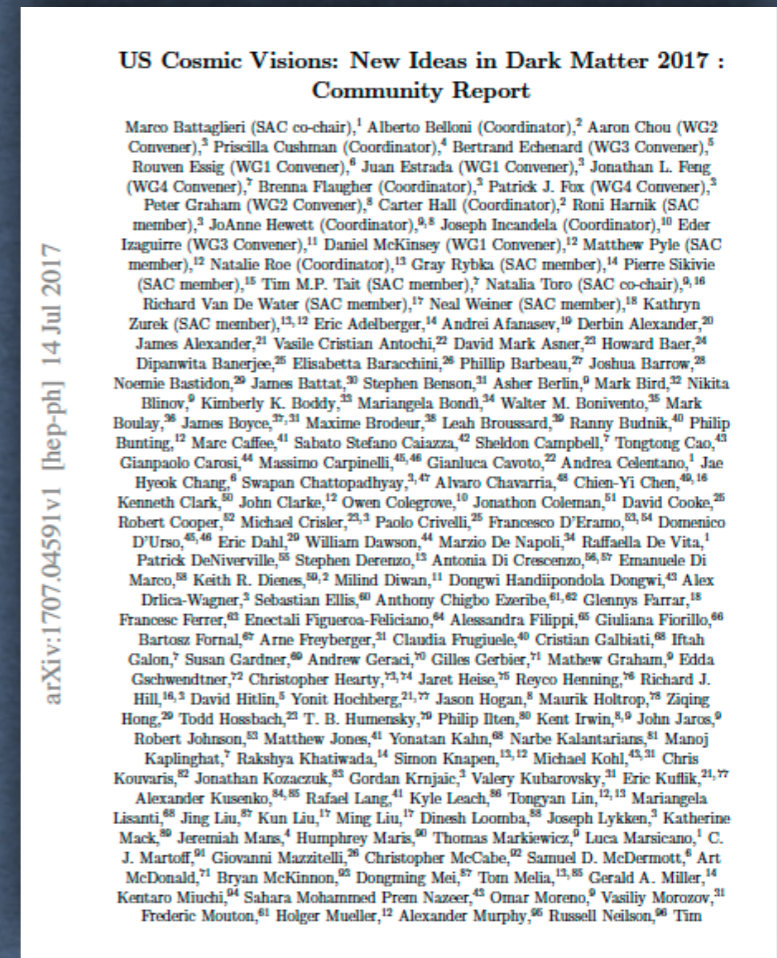 US Cosmic Visions: New Ideas in Dark Matter 2017 :
Community Report
Marco Battaglieri (SAC co-chair),¹ Alberto Belloni (Coordinator),² Aaron Chou (WG2
Convener),³ Priscilla Cushman (Coordinator),⁴ Bertrand Echenard (WG3 Convener),⁵
Rouven Essig (WG1 Convener),⁶ Juan Estrada (WG1 Convener),³ Jonathan L. Feng
(WG4 Convener),⁷ Brenna Flaugher (Coordinator),³ Patrick J. Fox (WG4 Convener),³
Peter Graham (WG2 Convener),⁸ Carter Hall (Coordinator),² Roni Harnik (SAC
member),³ JoAnne Hewett (Coordinator),⁹,⁸ Joseph Incandela (Coordinator),¹⁰ Eder
Izaguirre (WG3 Convener),¹¹ Daniel McKinsey (WG1 Convener),¹² Matthew Pyle (SAC
member),¹² Natalie Roe (Coordinator),¹³ Gray Rybka (SAC member),¹⁴ Pierre Sikivie
(SAC member),¹⁵ Tim M.P. Tait (SAC member),⁷ Natalia Toro (SAC co-chair),⁹,¹⁶
Richard Van De Water (SAC member),¹⁷ Neal Weiner (SAC member),¹⁸ Kathryn
Zurek (SAC member),¹³,¹² Eric Adelberger,¹⁴ Andrei Afanasev,¹⁹ Derbin Alexander,²⁰
James Alexander,²¹ Vasile Cristian Antochi,²² David Mark Asner,²³ Howard Baer,²⁴
Dipanwita Banerjee,²⁵ Elisabetta Baracchini,²⁶ Phillip Barbeau,²⁷ Joshua Barrow,²⁸
Noemie Bastidon,²⁹ James Battat,³⁰ Stephen Benson,³¹ Asher Berlin,⁹ Mark Bird,³² Nikita
Blinov,⁹ Kimberly K. Boddy,³³ Mariangela Bondì,³⁴ Walter M. Bonivento,³⁵ Mark
Boulay,³⁶ James Boyce,³⁷,³¹ Maxime Brodeur,³⁸ Leah Broussard,³⁹ Ranny Budnik,⁴⁰ Philip
Bunting,¹² Marc Caffee,⁴¹ Sabato Stefano Caiazza,⁴² Sheldon Campbell,⁷ Tongtong Cao,⁴³
Gianpaolo Carosi,⁴⁴ Massimo Carpinelli,⁴⁵,⁴⁶ Gianluca Cavoto,²² Andrea Celentano,¹ Jae
Hyeok Chang,⁶ Swapan Chattopadhyay,³,⁴⁷ Alvaro Chavarria,⁴⁸ Chien-Yi Chen,⁴⁹,¹⁶
Kenneth Clark,⁵⁰ John Clarke,¹² Owen Colegrove,¹⁰ Jonathon Coleman,⁵¹ David Cooke,²⁵
Robert Cooper,⁵² Michael Crisler,²³,³ Paolo Crivelli,²⁵ Francesco D'Eramo,⁵³,⁵⁴ Domenico
D'Urso,⁴⁵,⁴⁶ Eric Dahl,²⁹ William Dawson,⁴⁴ Marzio De Napoli,³⁴ Raffaella De Vita,¹
Patrick DeNiverville,⁵⁵ Stephen Derenzo,¹³ Antonia Di Crescenzo,⁵⁶,⁵⁷ Emanuele Di
Marco,⁵⁸ Keith R. Dienes,⁵⁹,² Milind Diwan,¹¹ Dongwi Handiipondola Dongwi,⁴³ Alex
Drlica-Wagner,³ Sebastian Ellis,⁶⁰ Anthony Chigbo Ezeribe,⁶¹,⁶² Glennys Farrar,¹⁸
Francesc Ferrer,⁶³ Enectali Figueroa-Feliciano,⁶⁴ Alessandra Filippi,⁶⁵ Giuliana Fiorillo,⁶⁶
Bartosz Fornal,⁶⁷ Arne Freyberger,³¹ Claudia Frugiuele,⁴⁰ Cristian Galbiati,⁶⁸ Iftah
Galon,⁷ Susan Gardner,⁶⁹ Andrew Geraci,⁷⁰ Gilles Gerbier,⁷¹ Mathew Graham,⁹ Edda
Gschwendtner,⁷² Christopher Hearty,⁷³,⁷⁴ Jaret Heise,⁷⁵ Reyco Henning,⁷⁶ Richard J.
Hill,¹⁶,³ David Hitlin,⁵ Yonit Hochberg,²¹,⁷⁷ Jason Hogan,⁸ Maurik Holtrop,⁷⁸ Ziqing
Hong,²⁹ Todd Hossbach,²³ T. B. Humensky,⁷⁹ Philip Ilten,⁸⁰ Kent Irwin,⁸,⁹ John Jaros,⁹
Robert Johnson,⁵³ Matthew Jones,⁴¹ Yonatan Kahn,⁶⁸ Narbe Kalantarians,⁸¹ Manoj
Kaplinghat,⁷ Rakshya Khatiwada,¹⁴ Simon Knapen,¹³,¹² Michael Kohl,⁴³,³¹ Chris
Kouvaris,⁸² Jonathan Kozaczuk,⁸³ Gordan Krnjaic,³ Valery Kubarovsky,³¹ Eric Kuflik,²¹,⁷⁷
Alexander Kusenko,⁸⁴,⁸⁵ Rafael Lang,⁴¹ Kyle Leach,⁸⁶ Tongyan Lin,¹²,¹³ Mariangela
Lisanti,⁶⁸ Jing Liu,⁸⁷ Kun Liu,¹⁷ Ming Liu,¹⁷ Dinesh Loomba,⁸⁸ Joseph Lykken,³ Katherine
Mack,⁸⁹ Jeremiah Mans,⁴ Humphrey Maris,⁹⁰ Thomas Markiewicz,⁹ Luca Marsicano,¹ C.
J. Martoff,⁹¹ Giovanni Mazzitelli,²⁶ Christopher McCabe,⁹² Samuel D. McDermott,⁶ Art
McDonald,⁷¹ Bryan McKinnon,⁹³ Dongming Mei,⁸⁷ Tom Melia,¹³,⁸⁵ Gerald A. Miller,¹⁴
Kentaro Miuchi,⁹⁴ Sahara Mohammed Prem Nazeer,⁴³ Omar Moreno,⁹ Vasiliy Morozov,³¹
Frederic Mouton,⁶¹ Holger Mueller,¹² Alexander Murphy,⁹⁵ Russell Neilson,⁹⁶ Tim
arXiv:1707.04591v1 [hep-ph] 14 Jul 2017